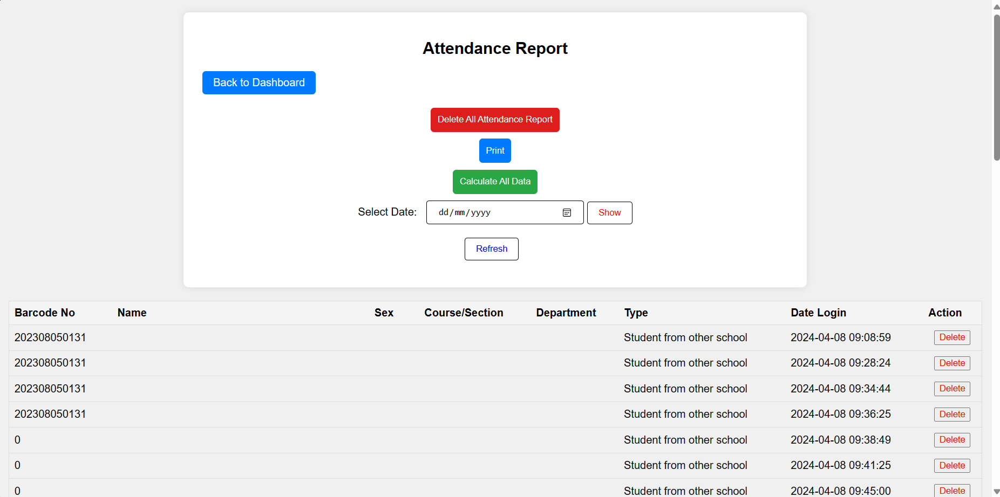 Attendance Report
Back to Dashboard
Delete All Attendance Report
Print
Calculate All Data
Select Date: dd/mm/yyyy Show
Refresh
Barcode No Name Sex Course/Section Department Type Date Login Action
202308050131 Student from other school 2024-04-08 09:08:59 Delete
202308050131 Student from other school 2024-04-08 09:28:24 Delete
202308050131 Student from other school 2024-04-08 09:34:44 Delete
202308050131 Student from other school 2024-04-08 09:36:25 Delete
0 Student from other school 2024-04-08 09:38:49 Delete
0 Student from other school 2024-04-08 09:41:25 Delete
0 Student from other school 2024-04-08 09:45:00 Delete